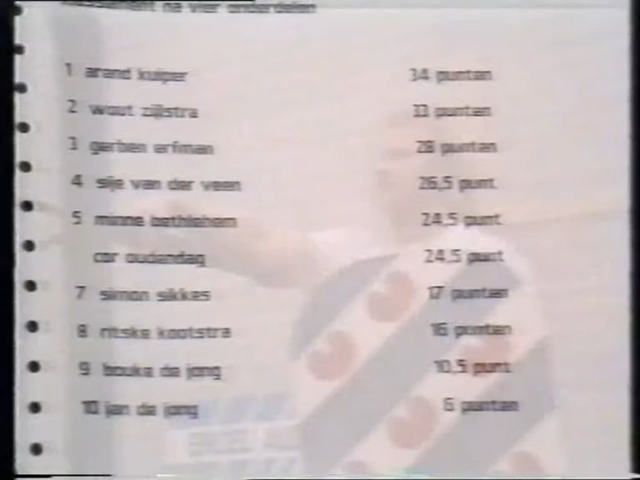 na vier onderdelen
1 arend kuiper 34 punten
2 wout zijlstra 33 punten
3 gerben erfman 28 punten
4 sije van der veen 26,5 punt
5 minne bethlehem 24,5 punt
cor oudendag 24,5 punt
7 simon sikkes 17 punten
8 ritske kootstra 16 punten
9 bouke de jong 10,5 punt
10 jan de jong 6 punten